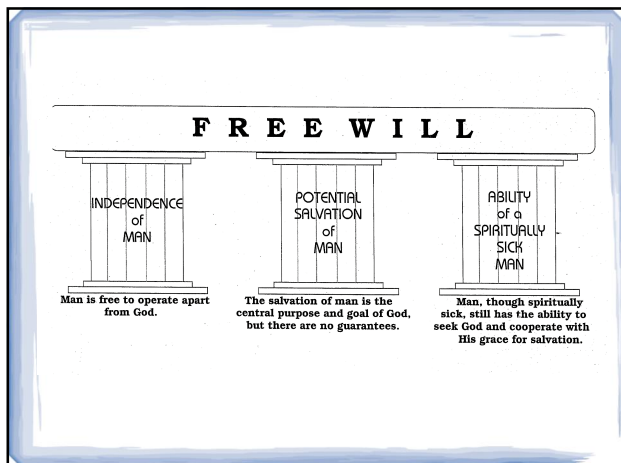 FREE WILL
INDEPENDENCE
of
MAN
Man is free to operate apart
from God.
POTENTIAL
SALVATION
of
MAN
The salvation of man is the
central purpose and goal of God,
but there are no guarantees.
ABILITY
of a
SPIRITUALLY
SICK
MAN
Man, though spiritually
sick, still has the ability to
seek God and cooperate with
His grace for salvation.